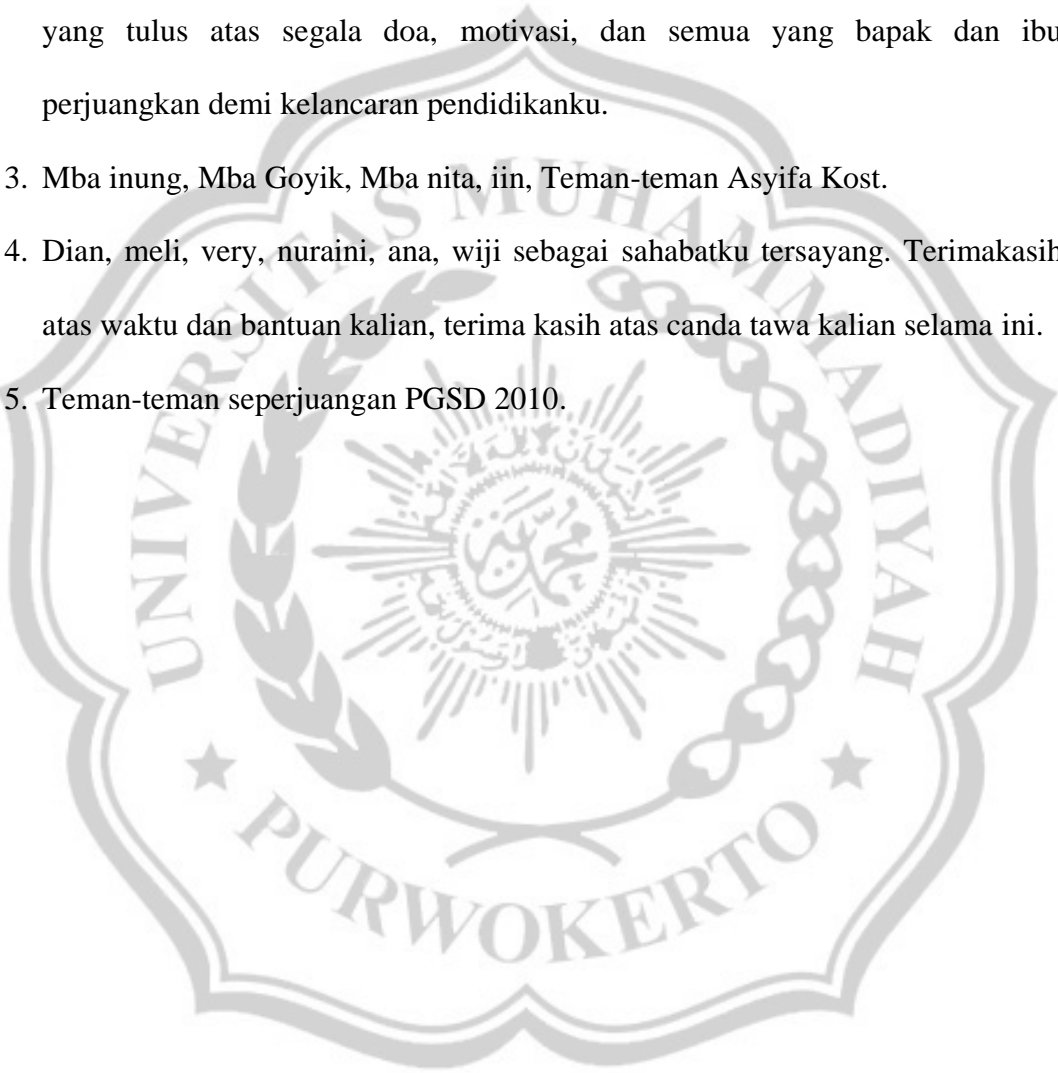 yang tulus atas segala doa, motivasi, dan semua yang bapak dan ibu
perjuangkan demi kelancaran pendidikanku.
3. Mba inung, Mba Goyik, Mba nita, iin, Teman-teman Asyifa Kost.
4. Dian, meli, very, nuraini, ana, wiji sebagai sahabatku tersayang. Terimakasih
atas waktu dan bantuan kalian, terima kasih atas canda tawa kalian selama ini.
5. Teman-teman seperjuangan PGSD 2010.
UNIVERSITAS MUHAMMADIYAH
PURWOKERTO